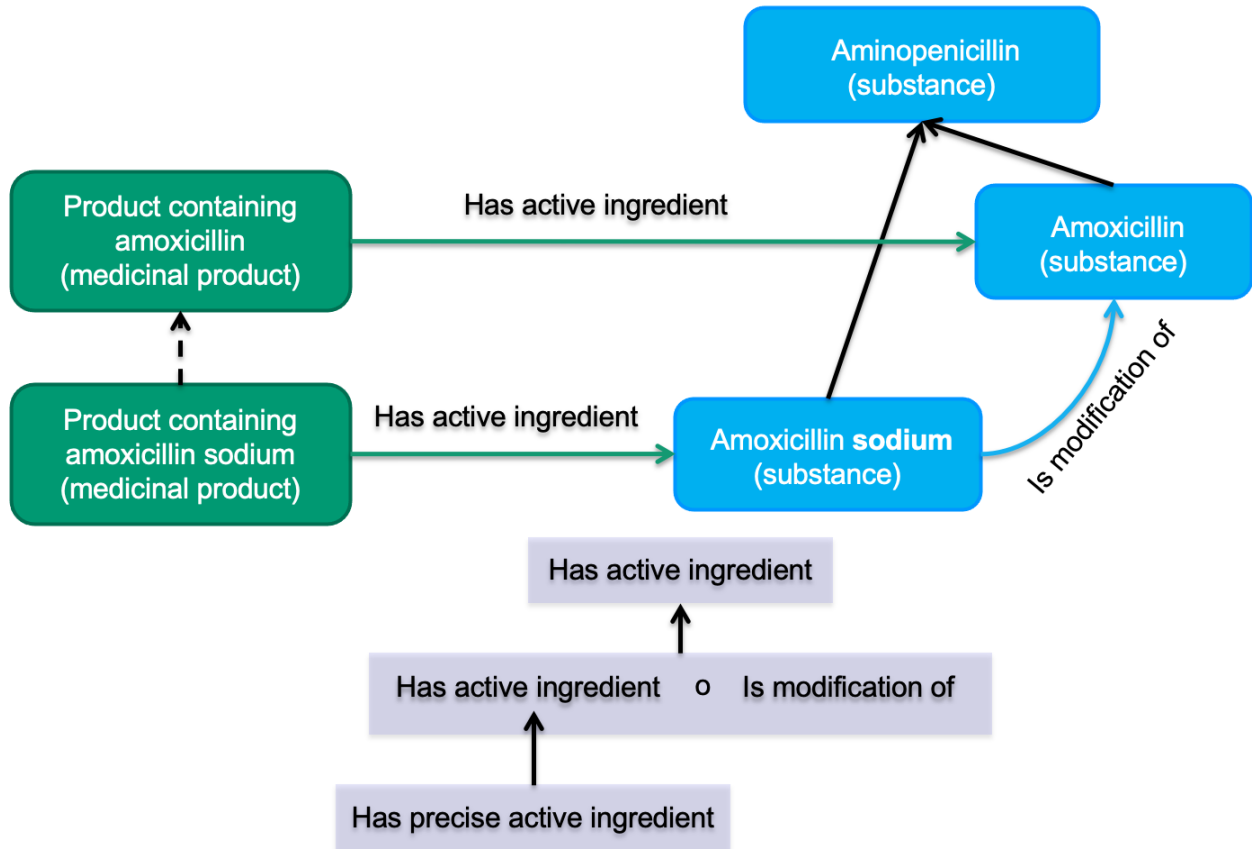 Aminopenicillin
(substance)
Product containing
amoxicillin
(medicinal product)
Has active ingredient
Amoxicillin
(substance)
Product containing
amoxicillin sodium
(medicinal product)
Has active ingredient
Amoxicillin sodium
(substance)
Is modification of
Has active ingredient
Has active ingredient o Is modification of
Has precise active ingredient